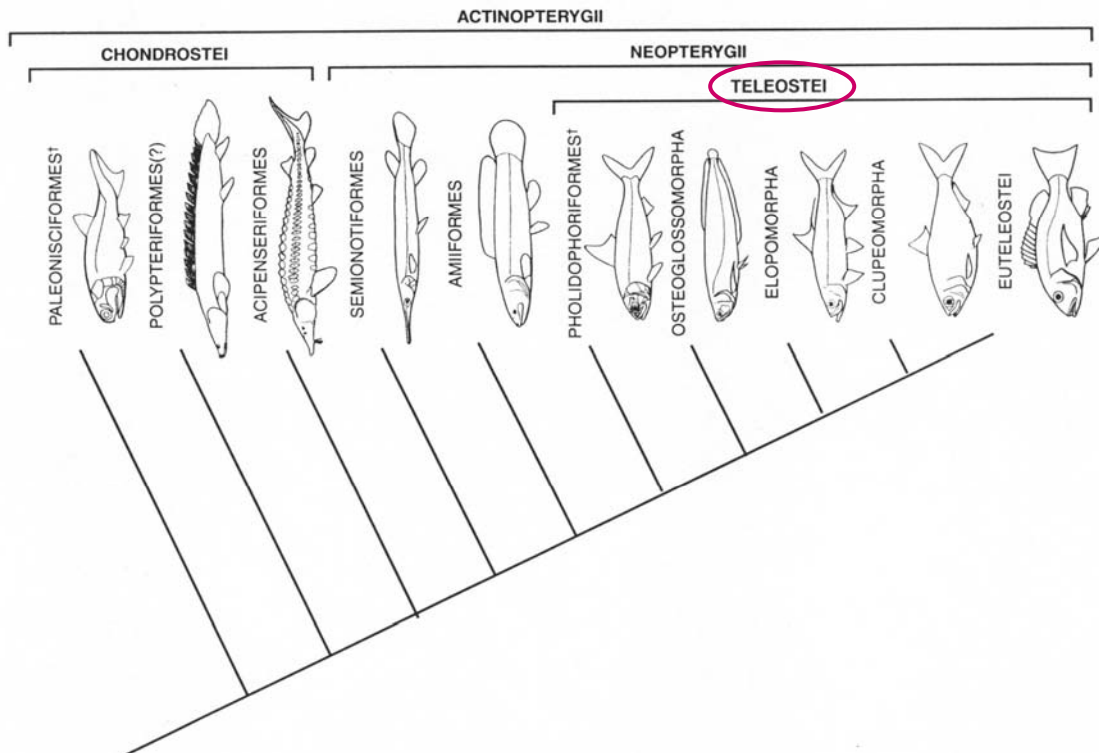 ACTINOPTERYGII
CHONDROSTEI
NEOPTERYGII
TELEOSTEI
PALEONISCIFORMES†
POLYPTERIFORMES(?)
ACIPENSERIFORMES
SEMIONOTIFORMES
AMIIFORMES
PHOLIDOPHORIFORMES†
OSTEOGLOSSOMORPHA
ELOPOMORPHA
CLUPEOMORPHA
EUTELEOSTEI